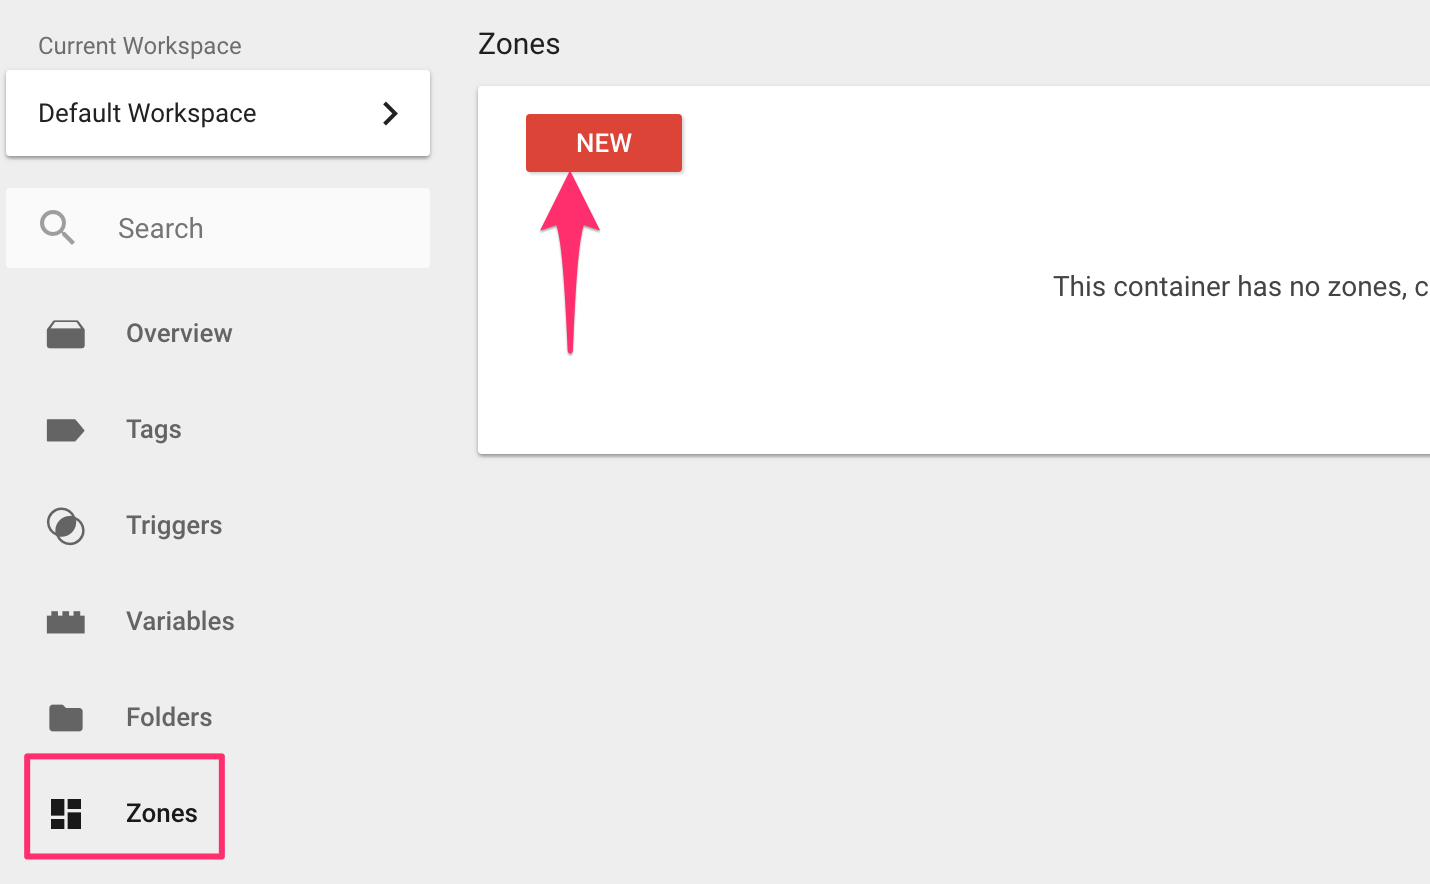 Current Workspace
Default Workspace
Search
Overview
Tags
Triggers
Variables
Folders
Zones
Zones
NEW
This container has no zones, c